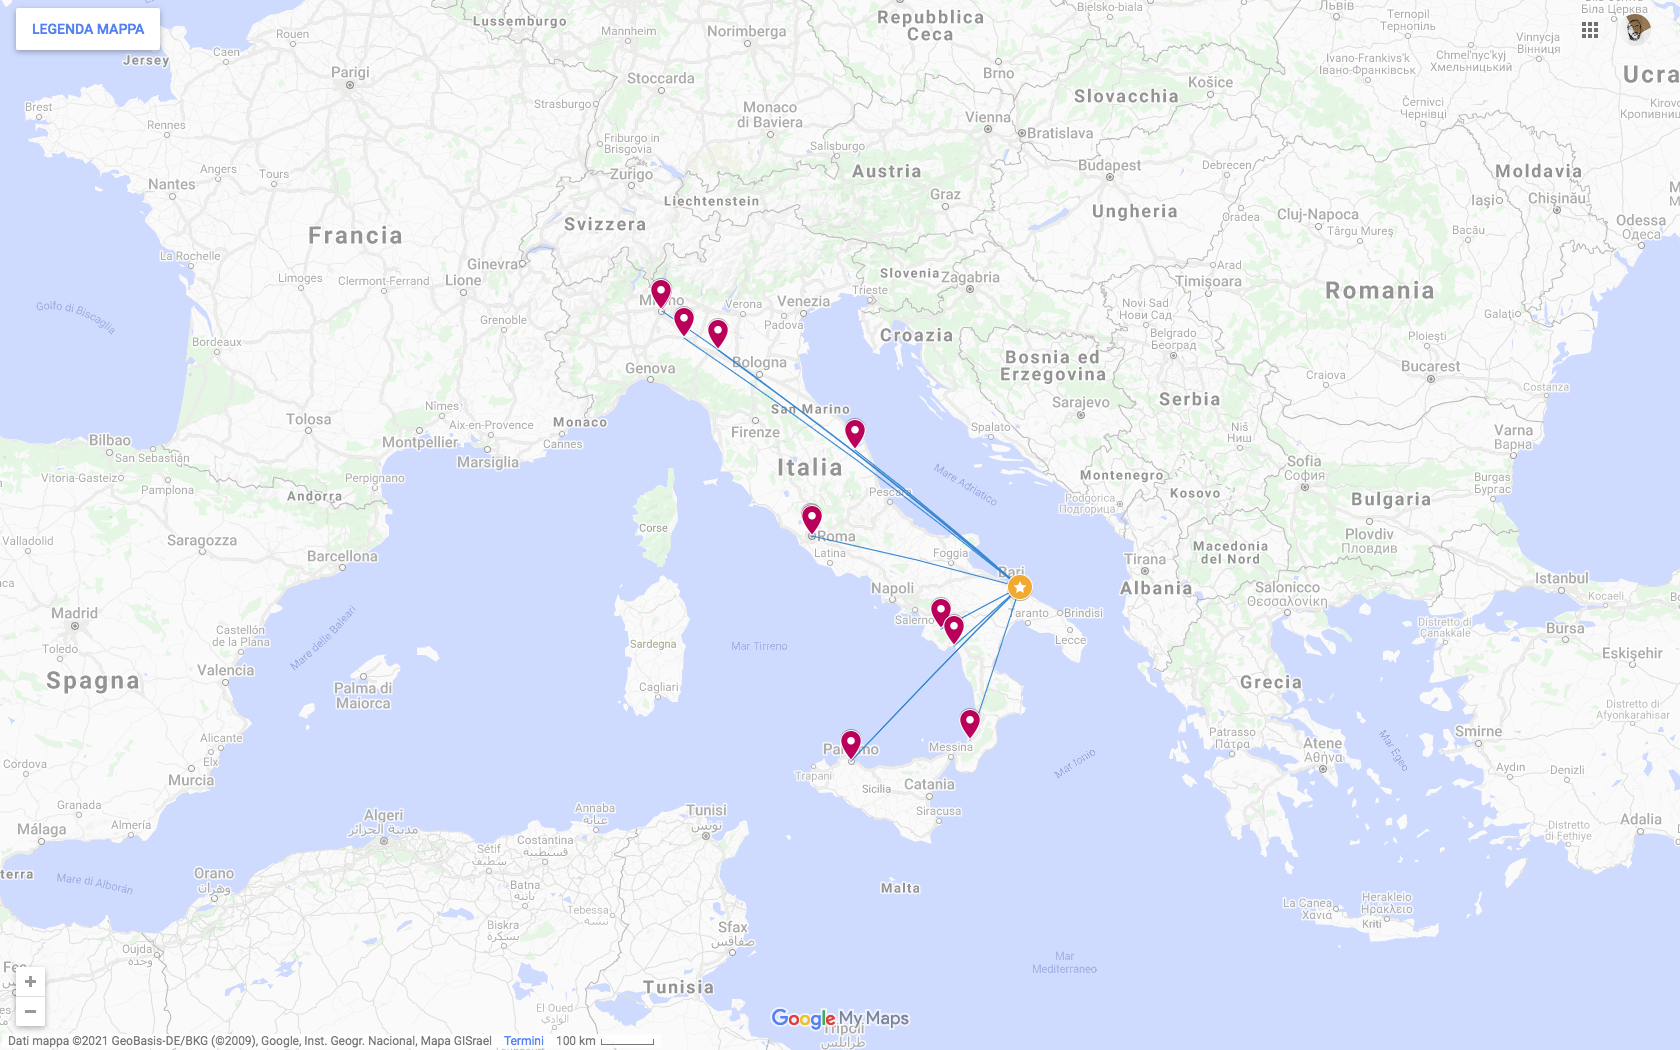 LEGENDA MAPPA
Lussemburgo
Repubblica
Ceca
Rouen
Caen
Jersey
Mannheim
Norimberga
Bielsko-biala
Львів
Ternopil
Тернопіль
Vinnycja
Вінниця
Біла Церква
Parigi
Stoccarda
Brno
Ivano-Frankivs'k
Івано-Франківськ
Chmel'nyc'kyj
Хмельницький
Košice
Ucra
Brest
Rennes
Strasburgo
Monaco
di Baviera
Slovacchia
Vienna
Bratislava
Černivci
Чернівці
Friburgo in
Brisgovia
Salisburgo
Angers
Tours
Nantes
Zurigo
Liechtenstein
Austria
Graz
Budapest
Debrecen
Moldavia
Chișinău
Iași
Svizzera
Ungheria
Oradea
Cluj-Napoca
Târgu Mureș
Bacău
Odessa
Одеса
Francia
La Rochelle
Limoges
Clermont-Ferrand
Lione
Ginevra
Slovenia
Zagabria
Trieste
Arad
Timișoara
Romania
Golfo di Biscaglia
Grenoble
Verona
Venezia
Padova
Novi Sad
Нови Сад
Galați
Bordeaux
Genova
Bologna
Croazia
Bosnia ed
Erzegovina
Belgrado
Београд
Ploiești
Bucarest
Craiova
Costanza
San Marino
Serbia
Sarajevo
Tolosa
Nîmes
Montpellier
Aix-en-Provence
Marsiglia
Monaco
Cannes
Firenze
Spalato
Niš
Ниш
Bilbao
San Sebastián
Varna
Варна
Italia
Mare Adriatico
Montenegro
Kosovo
Sofia
София
Burgas
Бургас
Vitoria-Gasteiz
Pamplona
Andorra
Perpignano
Pescara
Podgorica
Подгорица
Bulgaria
Corse
Valladolid
Saragozza
Barcellona
Roma
Latina
Foggia
Plovdiv
Пловдив
Tirana
Macedonia
del Nord
Bari
Albania
Napoli
Salonicco
Θεσσαλονίκη
Istanbul
Kocaeli
Madrid
Castellón
de la Plana
Mare delle Baleari
Salerno
Taranto
Brindisi
Lecce
Distretto di
Çanakkale
Bursa
Toledo
Sardegna
Mar Tirreno
Eskişehir
Valencia
Spagna
Palma di
Maiorca
Cagliari
Grecia
Distretto di
Afyonkarahisar
Alicante
Elx
Murcia
Messina
Mar Ionio
Patrasso
Πάτρα
Atene
Αθήνα
Mar Egeo
Smirne
Cordova
Trapani
Sicilia
Catania
Siracusa
Aydın
Denizli
Granada
Málaga
Almería
Algeri
مدينة الجزائر
Annaba
عنابة
Tunisi
تونس
Distretto
di Fethiye
Adalia
Sétif
سطيف
Costantina
قسنطينة
terra
Mare di Alborán
Orano
وهران
Batna
باتنة
Malta
Tebessa
La Canea
Χανιά
Herakleio
Ηράκλειο
Kriti
Biskra
بسكرة
Sfax
صفاقس
Oujda
وجدة
Mar
Mediterraneo
Tunisia
El Oued
الوادي
Google My Maps
Tripoli
طرابلس
Dati mappa ©2021 GeoBasis-DE/BKG (©2009), Google, Inst. Geogr. Nacional, Mapa GISrael
Termini
100 km